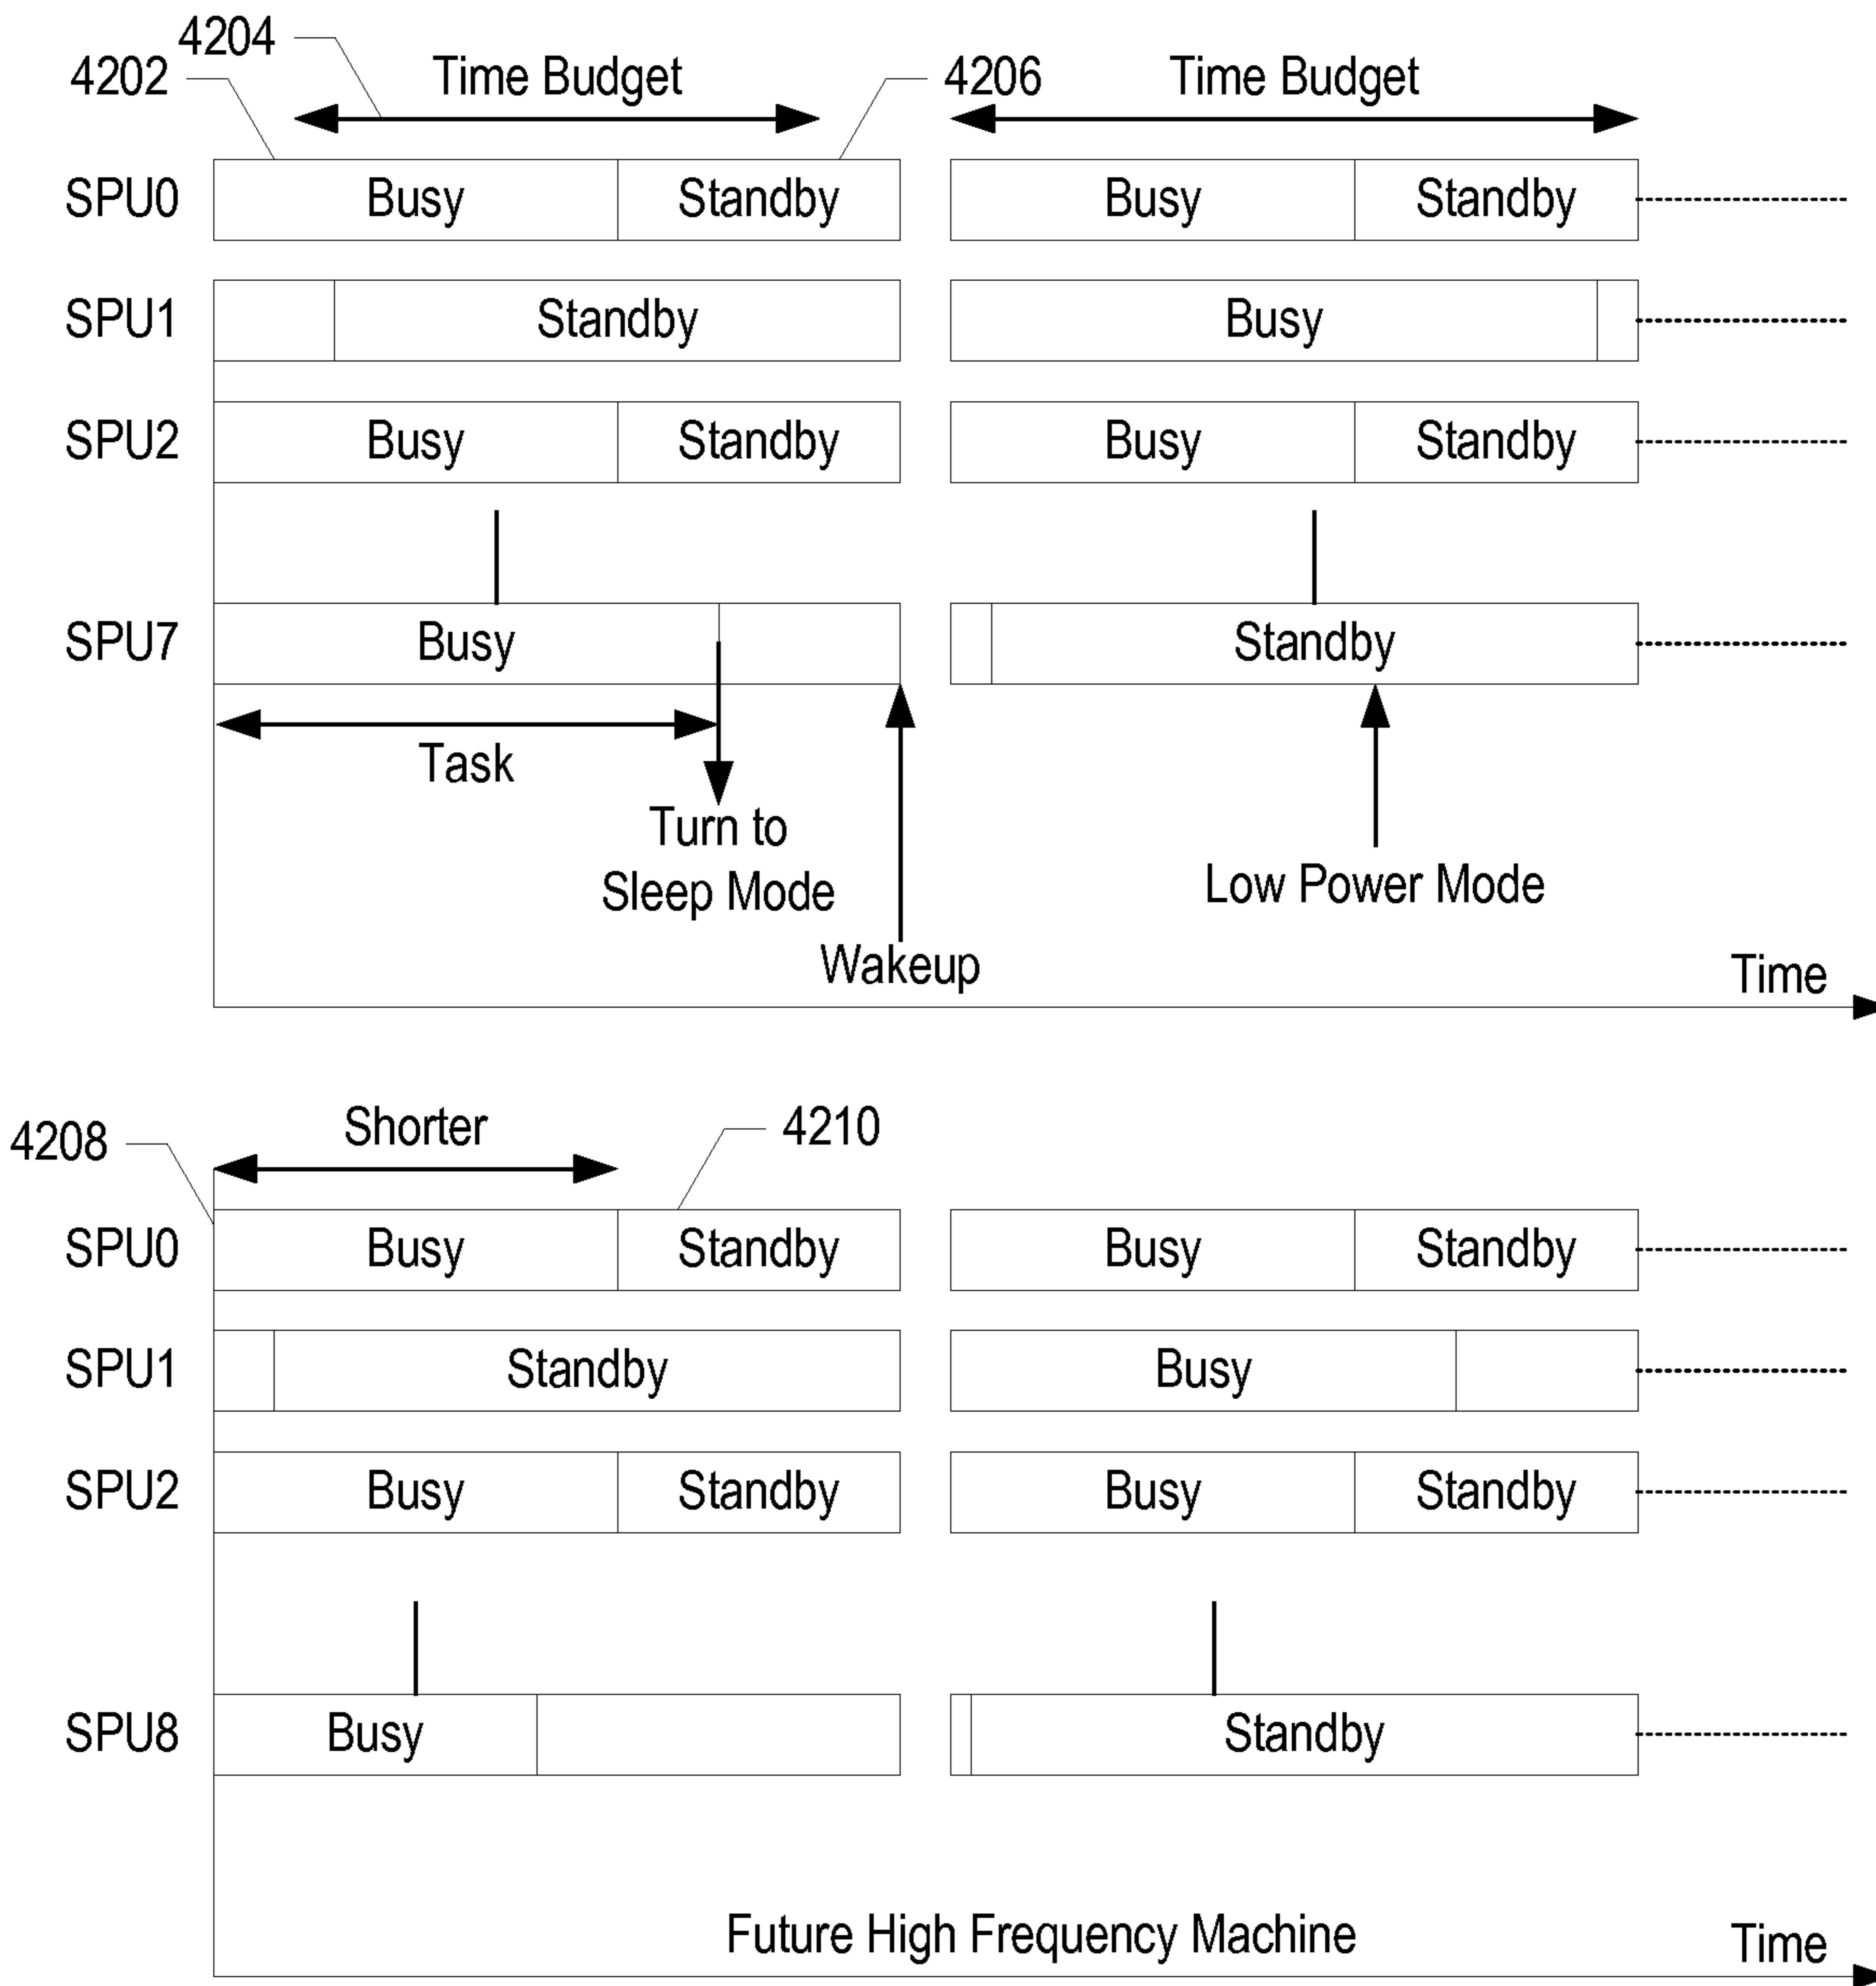 4204
4202 Time Budget 4206 Time Budget
SPU0 Busy Standby Busy Standby
SPU1 Standby Busy
SPU2 Busy Standby Busy Standby
SPU7 Busy Standby
Task
Turn to
Sleep Mode
Low Power Mode
Wakeup
Time
4208 Shorter 4210
SPU0 Busy Standby Busy Standby
SPU1 Standby Busy
SPU2 Busy Standby Busy Standby
SPU8 Busy Standby
Future High Frequency Machine Time